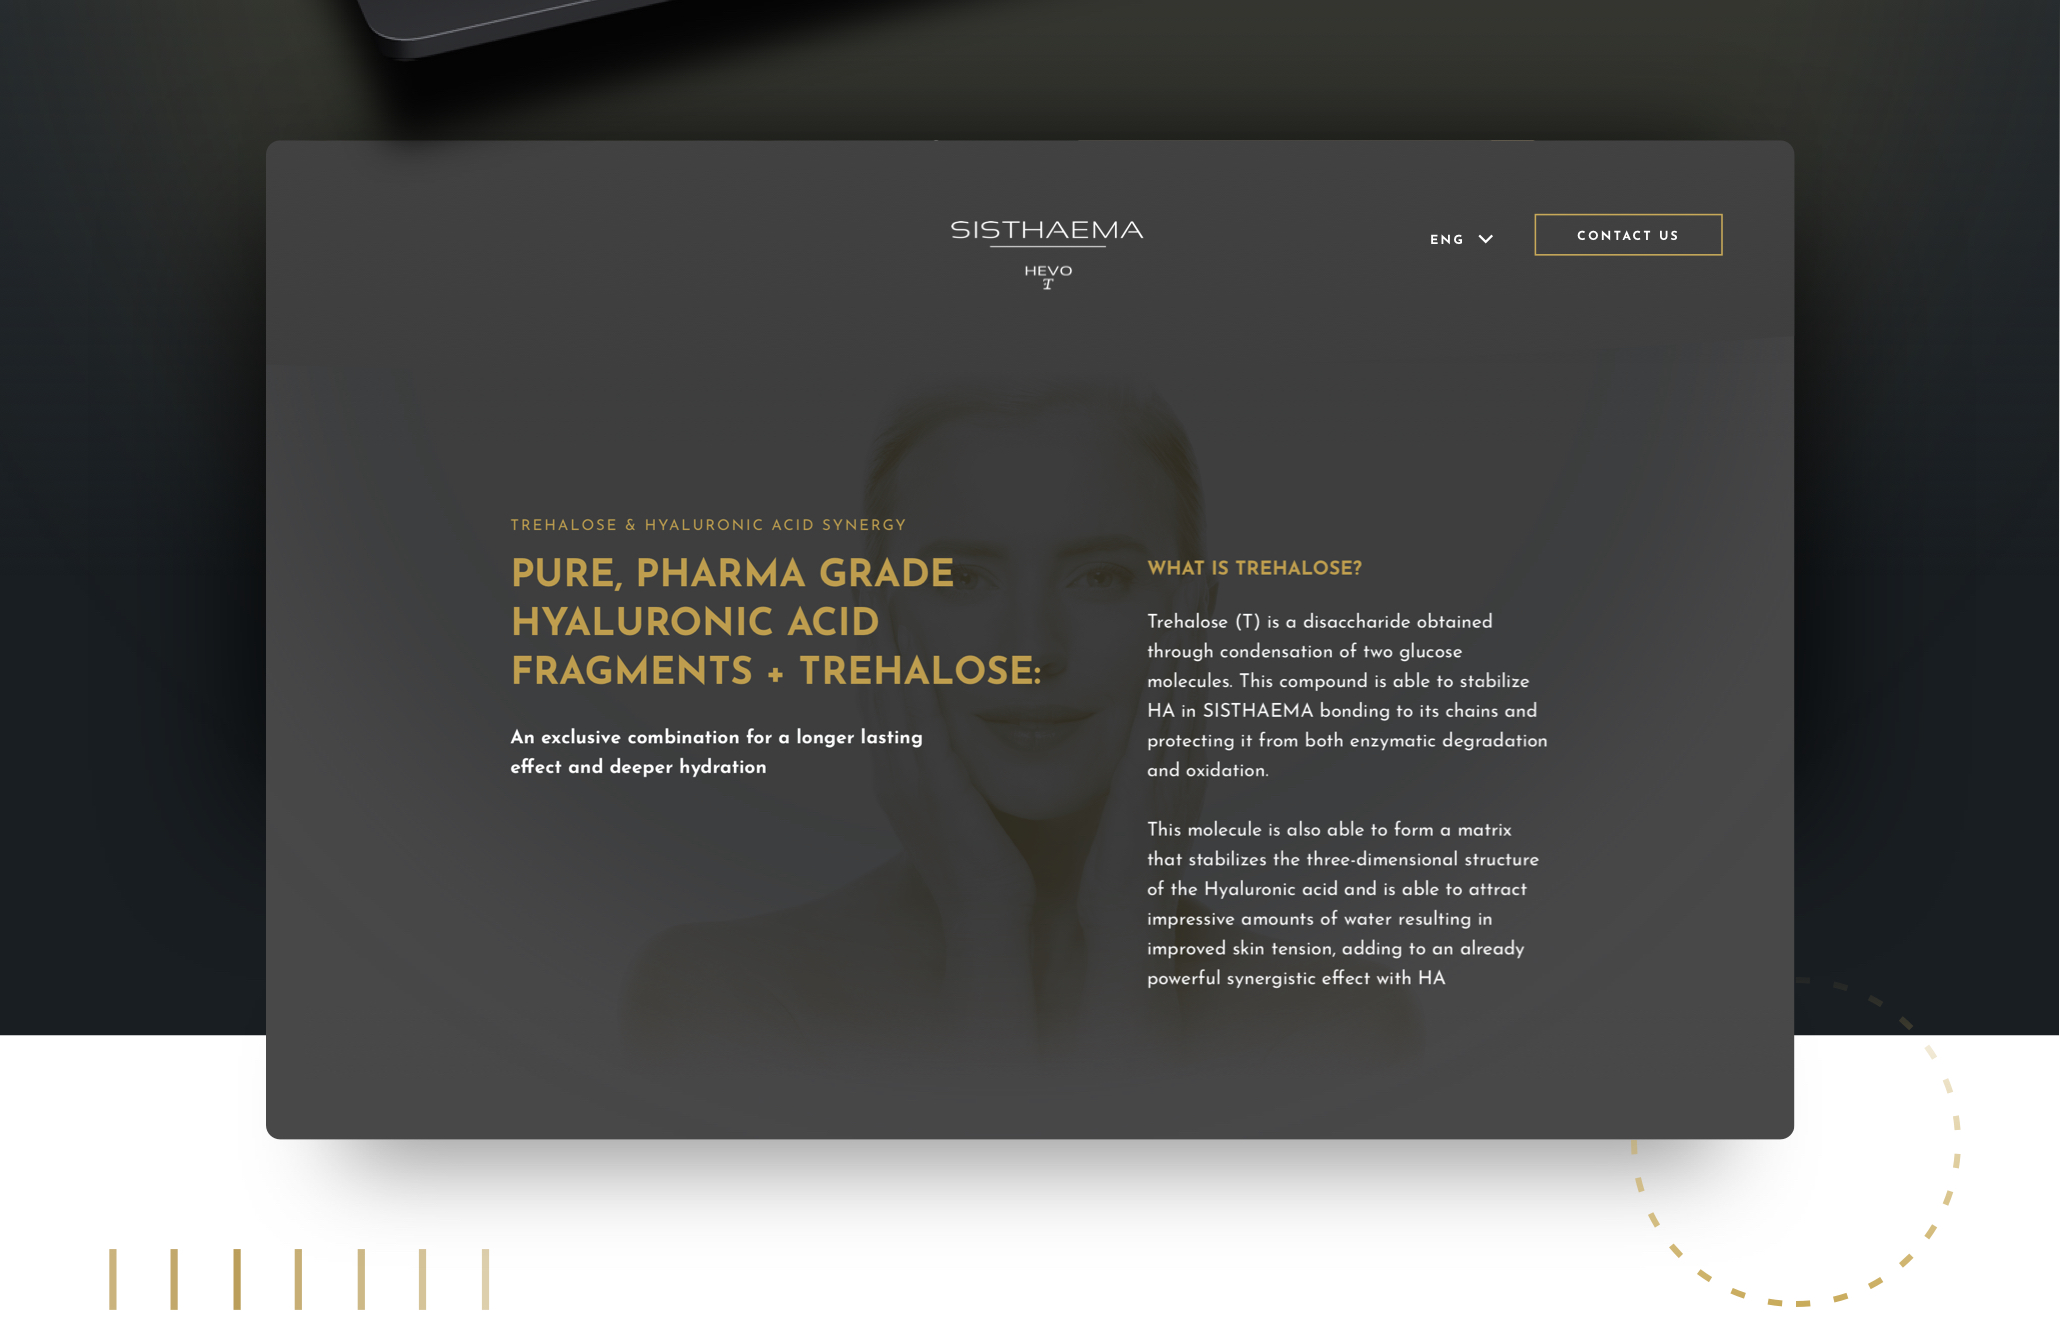 SISTHAEMA
HEVO
T
ENG
CONTACT US
TREHALOSE & HYALURONIC ACID SYNERGY
PURE, PHARMA GRADE
HYALURONIC ACID
FRAGMENTS + TREHALOSE:
An exclusive combination for a longer lasting
effect and deeper hydration
WHAT IS TREHALOSE?
Trehalose (T) is a disaccharide obtained
through condensation of two glucose
molecules. This compound is able to stabilize
HA in SISTHAEMA bonding to its chains and
protecting it from both enzymatic degradation
and oxidation.
This molecule is also able to form a matrix
that stabilizes the three-dimensional structure
of the Hyaluronic acid and is able to attract
impressive amounts of water resulting in
improved skin tension, adding to an already
powerful synergistic effect with HA